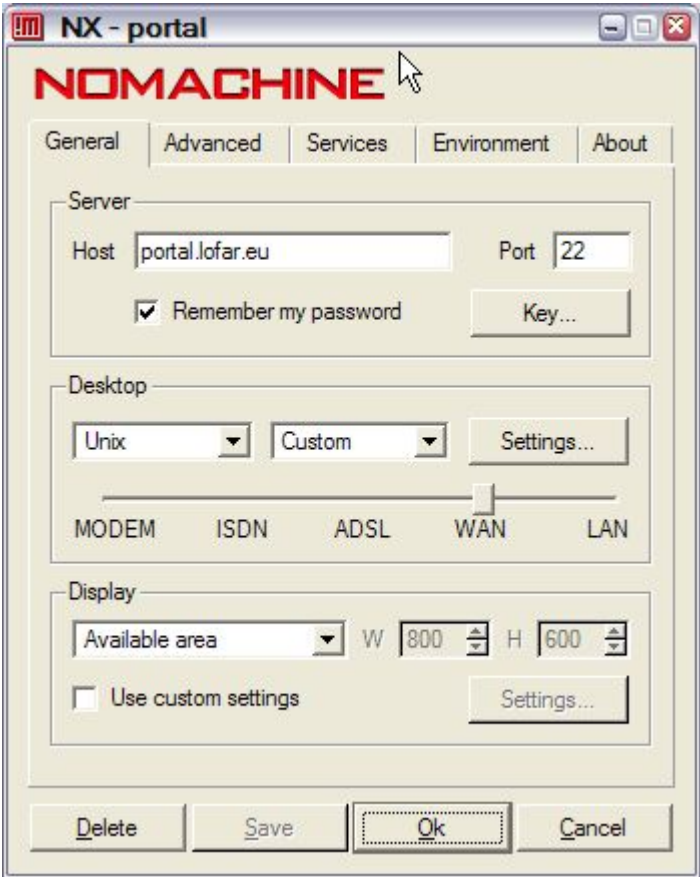 !M NX - portal
NOMACHINE
General Advanced Services Environment About
Server
Host portal.lofar.eu Port 22
Remember my password Key...
Desktop
Unix Custom Settings...
MODEM ISDN ADSL WAN LAN
Display
Available area W 800 H 600
Use custom settings Settings...
Delete Save Ok Cancel